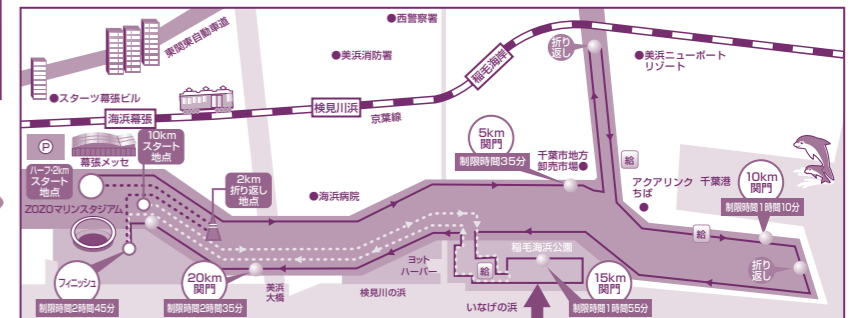 ●西警察署
東関東自動車道
●美浜消防署
稲毛海岸
折り
返し
●美浜ニューポート
リゾート
●スターツ幕張ビル
海浜幕張
検見川浜
京葉線
P
幕張メッセ
10km
スタート
地点
5km
関門
制限時間35分
千葉市地方
卸売市場●
給
ハーフ・2km
スタート
地点
2km
折り返し
地点
●海浜病院
アクアリンク
ちば
●
千葉港
10km
関門
制限時間1時間10分
ZOZOマリンスタジアム
給
稲毛海浜公園
ヨット
ハーバー
給
折り
返し
フィニッシュ
制限時間2時間45分
20km
関門
制限時間2時間35分
美浜
大橋
検見川の浜
15km
関門
制限時間1時間55分
いなげの浜